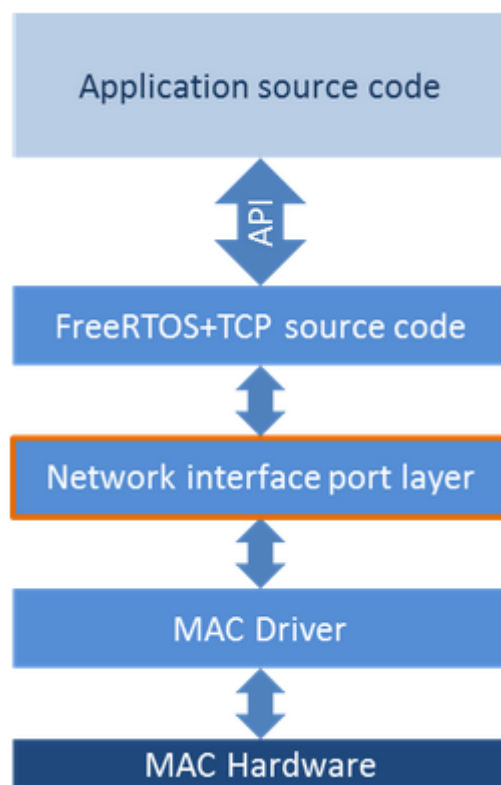 Application source code
API
FreeRTOS+TCP source code
Network interface port layer
MAC Driver
MAC Hardware